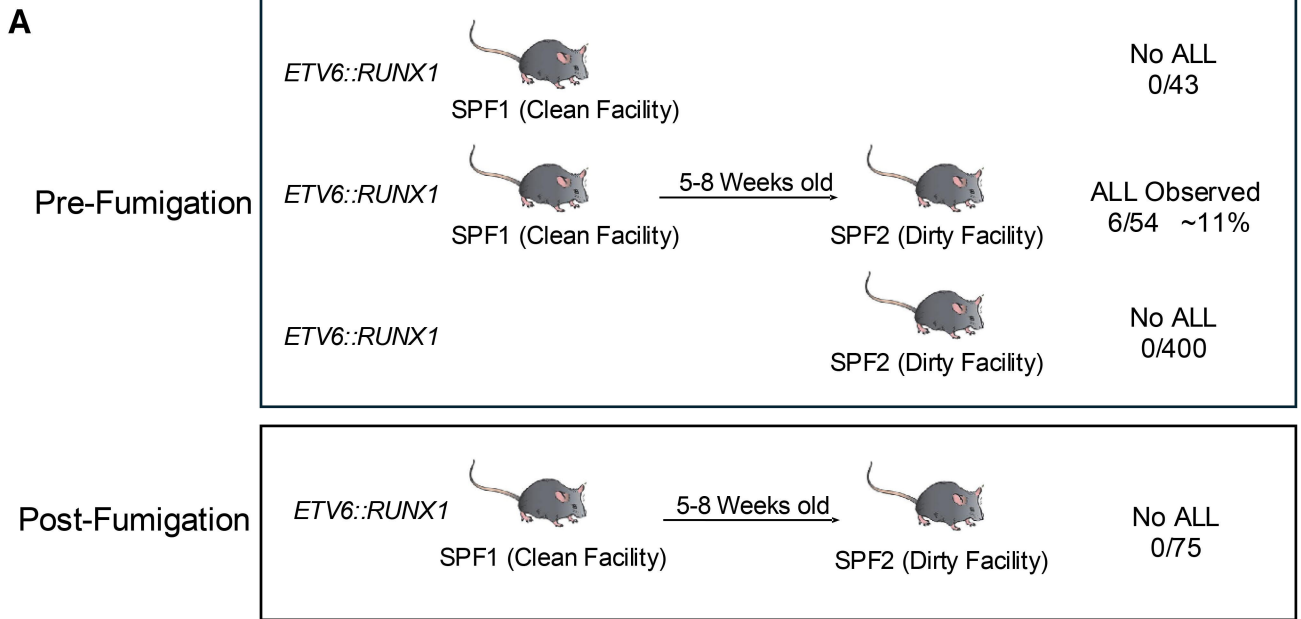 A
Pre-Fumigation
ETV6::RUNX1
SPF1 (Clean Facility)
No ALL
0/43
ETV6::RUNX1
SPF1 (Clean Facility)
5-8 Weeks old
SPF2 (Dirty Facility)
ALL Observed
6/54 ~11%
ETV6::RUNX1
SPF2 (Dirty Facility)
No ALL
0/400
Post-Fumigation
ETV6::RUNX1
SPF1 (Clean Facility)
5-8 Weeks old
SPF2 (Dirty Facility)
No ALL
0/75